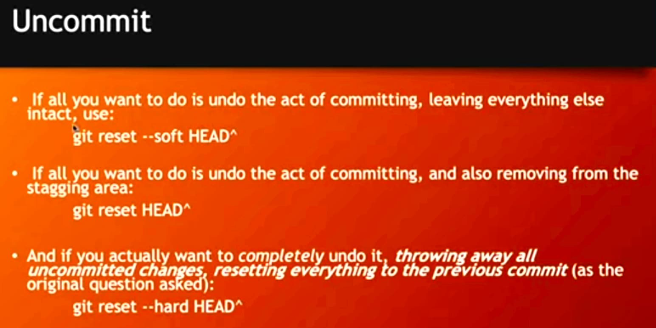 Uncommit
• If all you want to do is undo the act of committing, leaving everything else
intact, use:
git reset --soft HEAD^
• If all you want to do is undo the act of committing, and also removing from the
stagging area:
git reset HEAD^
• And if you actually want to completely undo it, throwing away all
uncommitted changes, resetting everything to the previous commit (as the
original question asked):
git reset --hard HEAD^